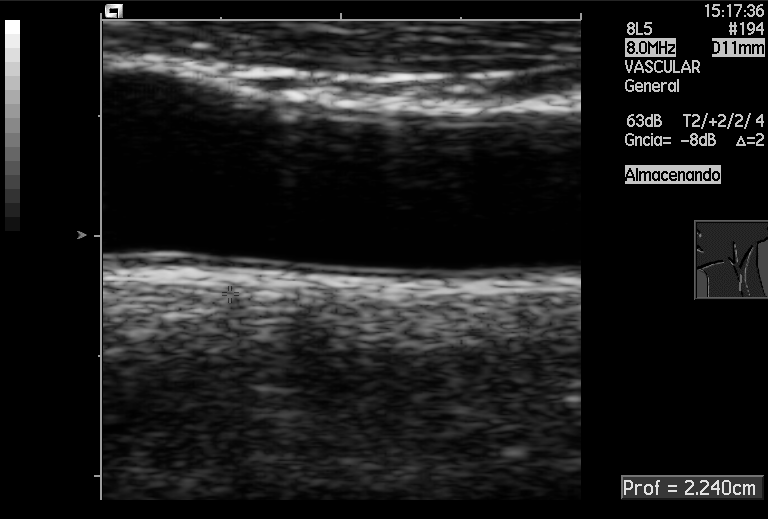 15:17:36
8L5 #194
8.0MHz D11mm
VASCULAR
General
63dB T2/+2/2/ 4
Gncia= -8dB Δ=2
Almacenando
Prof = 2.240cm